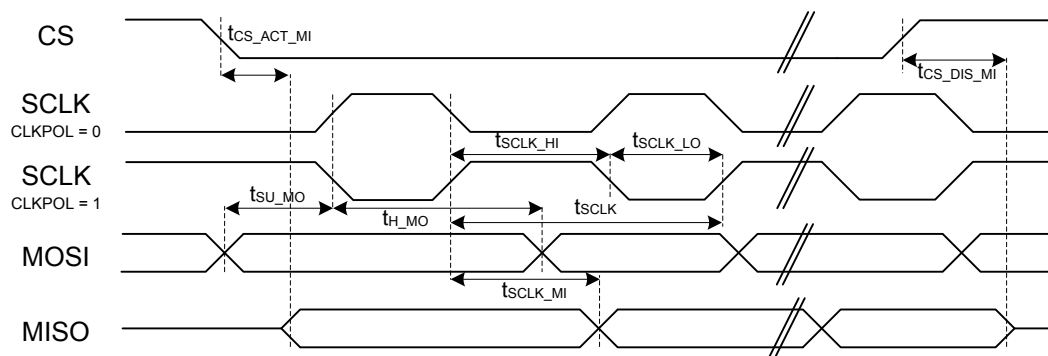 CS
tCS_ACT_MI
tCS_DIS_MI
SCLK
CLKPOL = 0
tSCLK_HI
tSCLK_LO
SCLK
CLKPOL = 1
tSU_MO
tH_MO
tSCLK
MOSI
tSCLK_MI
MISO